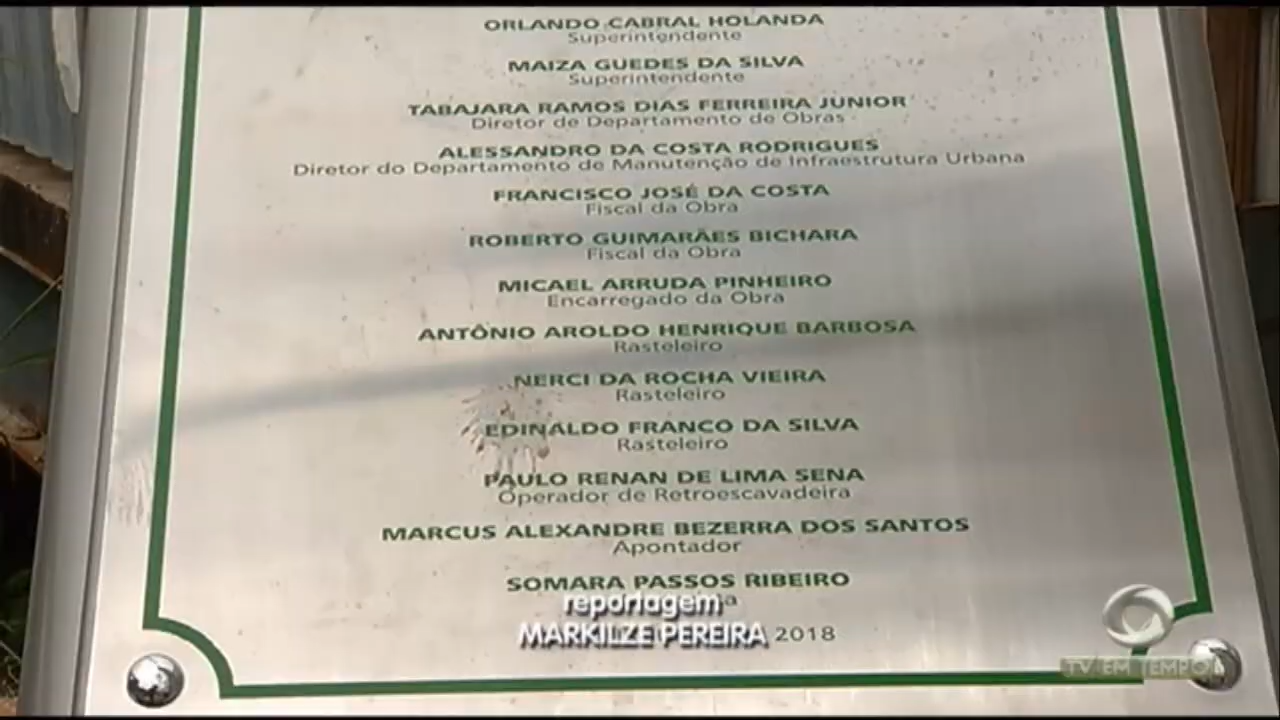 ORLANDO CABRAL HOLANDA
Superintendente
MAIZA GUEDES DA SILVA
Superintendente
TABAJARA RAMOS DIAS FERREIRA JUNIOR
Diretor de Departamento de Obras
ALESSANDRO DA COSTA RODRIGUES
Diretor do Departamento de Manutenção de Infraestrutura Urbana
FRANCISCO JOSÉ DA COSTA
Fiscal da Obra
ROBERTO GUIMARÃES BICHARA
Fiscal da Obra
MICAEL ARRUDA PINHEIRO
Encarregado da Obra
ANTÔNIO AROLDO HENRIQUE BARBOSA
Rasteleiro
NERCI DA ROCHA VIEIRA
Rasteleiro
EDINALDO FRANCO DA SILVA
Rasteleiro
PAULO RENAN DE LIMA SENA
Operador de Retroescavadeira
MARCUS ALEXANDRE BEZERRA DOS SANTOS
Apontador
SOMARA PASSOS RIBEIRO
reportagem
MARKILZE PEREIRA
2018
TV EM TEMPO